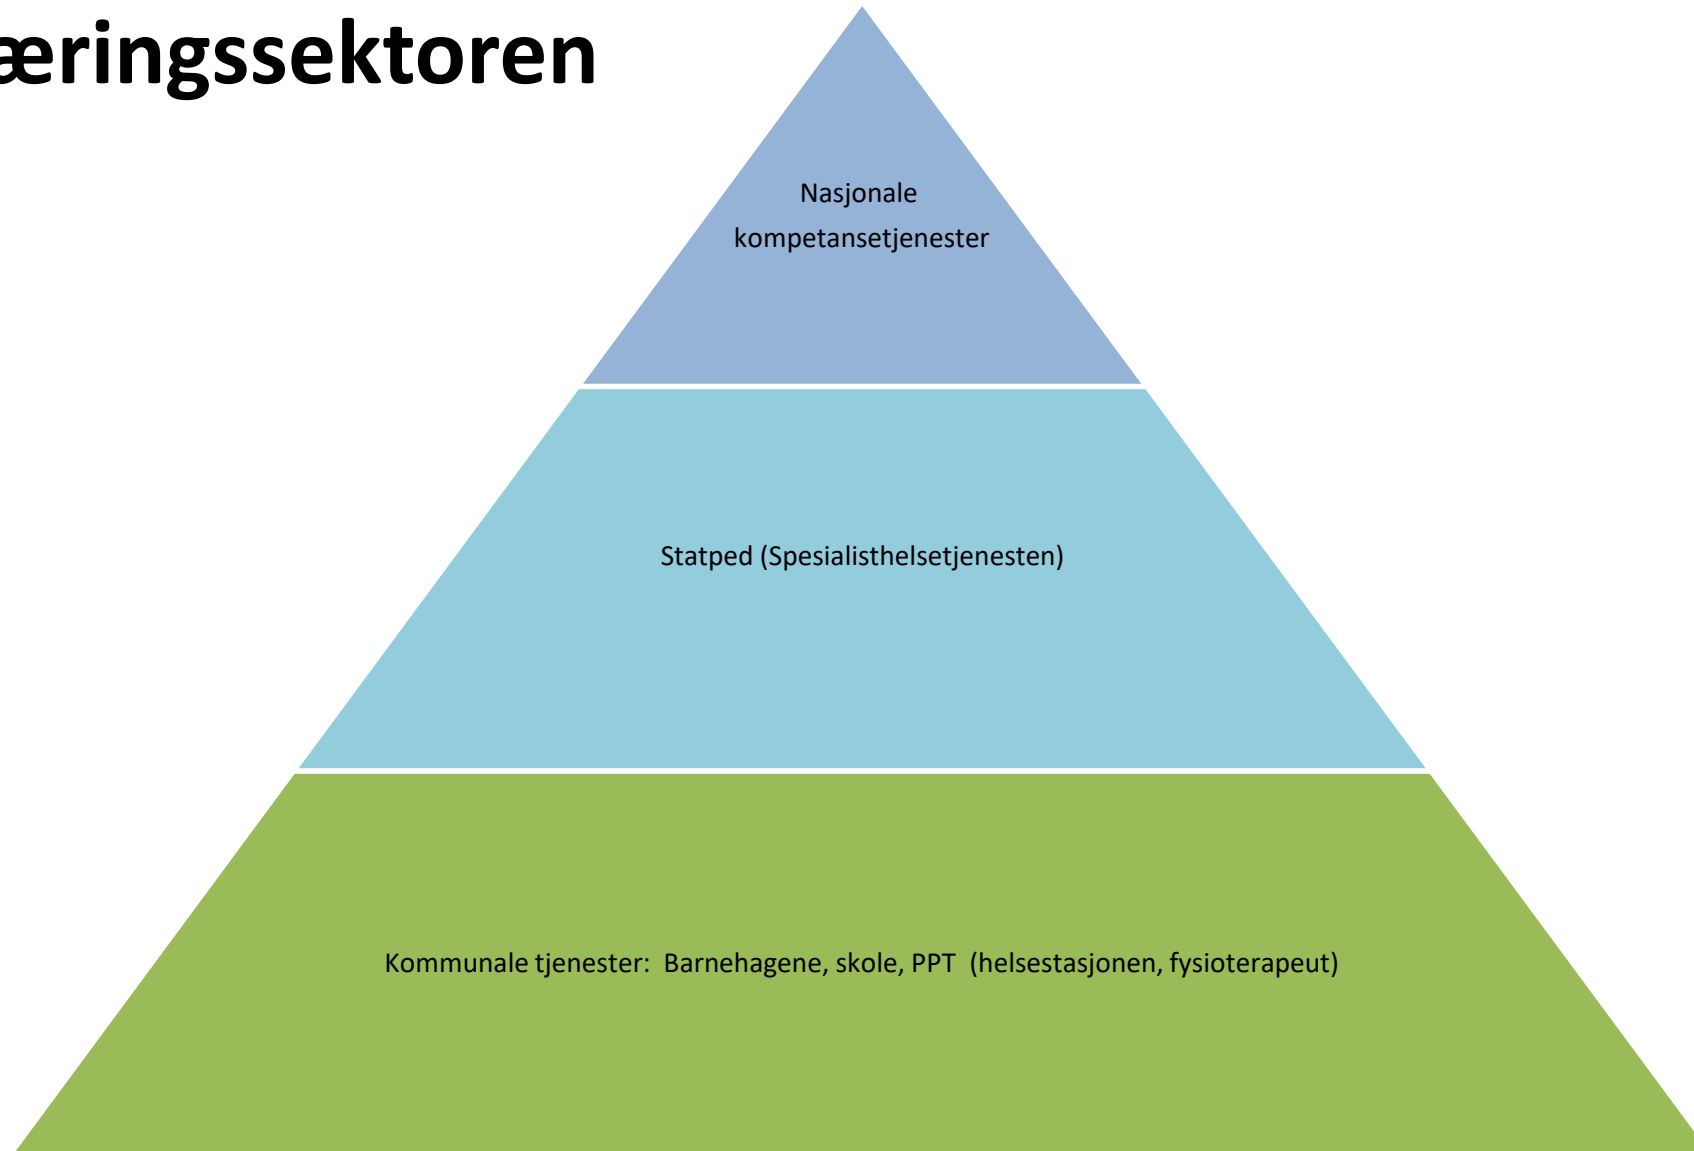 æringssektoren
Nasjonale
kompetansetjenester
Statped (Spesialisthelsetjenesten)
Kommunale tjenester:  Barnehagene, skole, PPT  (helsestasjonen, fysioterapeut)